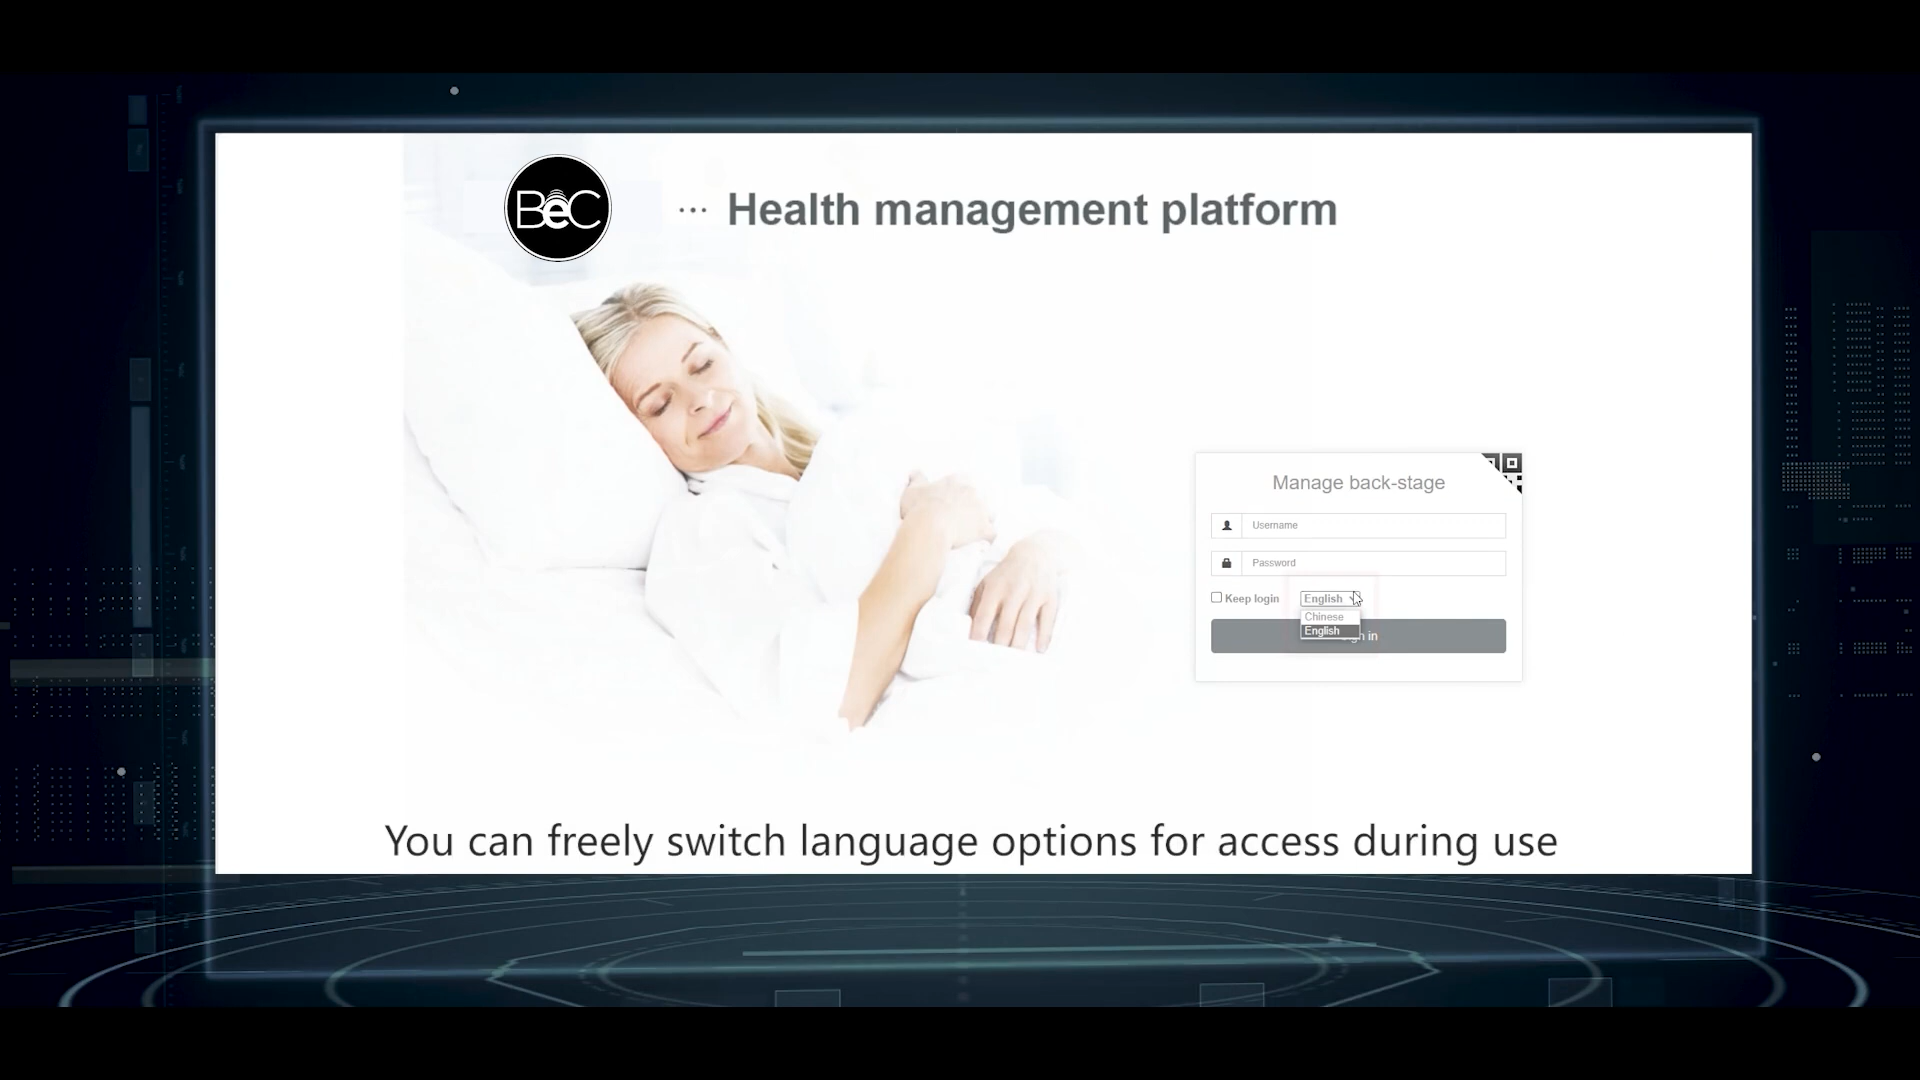 BeC
··· Health management platform
Manage back-stage
Username
Password
Keep login
English
Chinese
English
in
You can freely switch language options for access during use